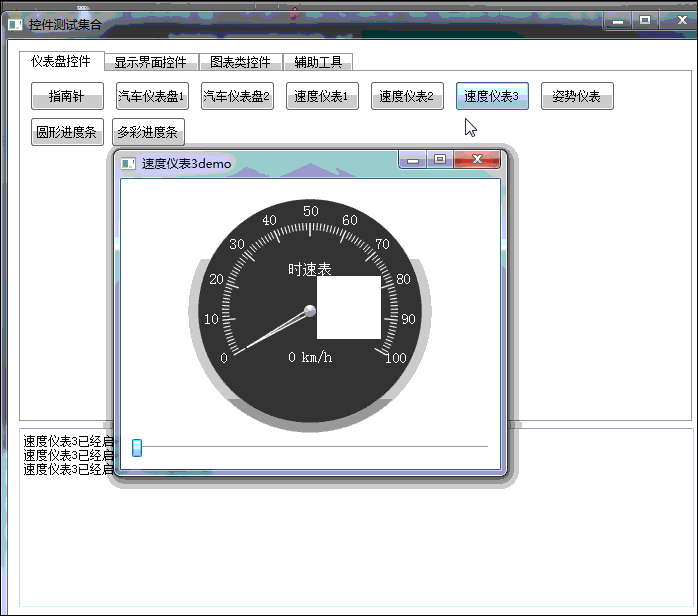 控件测试集合
仪表盘控件 显示界面控件 图表类控件 辅助工具
指南针 汽车仪表盘1 汽车仪表盘2 速度仪表1 速度仪表2 速度仪表3 姿势仪表
圆形进度条 多彩进度条
速度仪表3demo
50
40 60
30 70
时速表
20 80
10 90
0 0 km/h 100
速度仪表3已经启
速度仪表3已经启
速度仪表3已经启